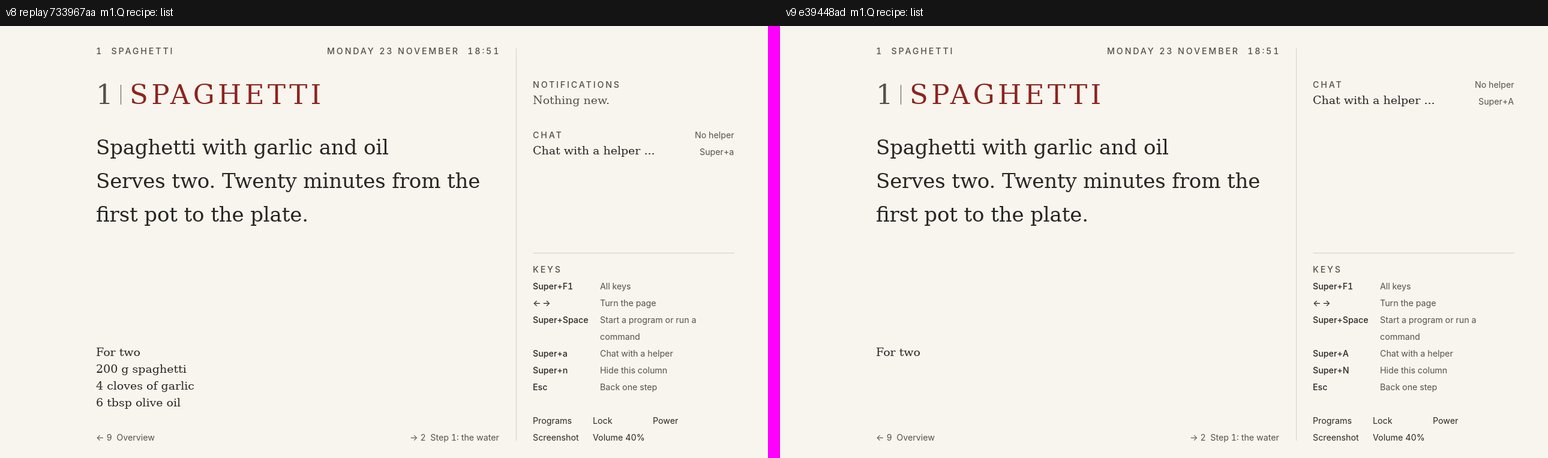 v8 replay 733967aa m1.Q recipe: list
1 SPAGHETTI
MONDAY 23 NOVEMBER 18:51
1 SPAGHETTI
Spaghetti with garlic and oil
Serves two. Twenty minutes from the
first pot to the plate.
For two
200 g spaghetti
4 cloves of garlic
6 tbsp olive oil
← 9 Overview
→ 2 Step 1: the water
NOTIFICATIONS
Nothing new.
CHAT No helper
Chat with a helper ... Super+a
KEYS
Super+F1 All keys
← → Turn the page
Super+Space Start a program or run a
command
Super+a Chat with a helper
Super+n Hide this column
Esc Back one step
Programs Lock Power
Screenshot Volume 40%
v9 e39448ad m1.Q recipe: list
1 SPAGHETTI
MONDAY 23 NOVEMBER 18:51
1 SPAGHETTI
Spaghetti with garlic and oil
Serves two. Twenty minutes from the
first pot to the plate.
For two
← 9 Overview
→ 2 Step 1: the water
CHAT No helper
Chat with a helper ... Super+A
KEYS
Super+F1 All keys
← → Turn the page
Super+Space Start a program or run a
command
Super+A Chat with a helper
Super+N Hide this column
Esc Back one step
Programs Lock Power
Screenshot Volume 40%